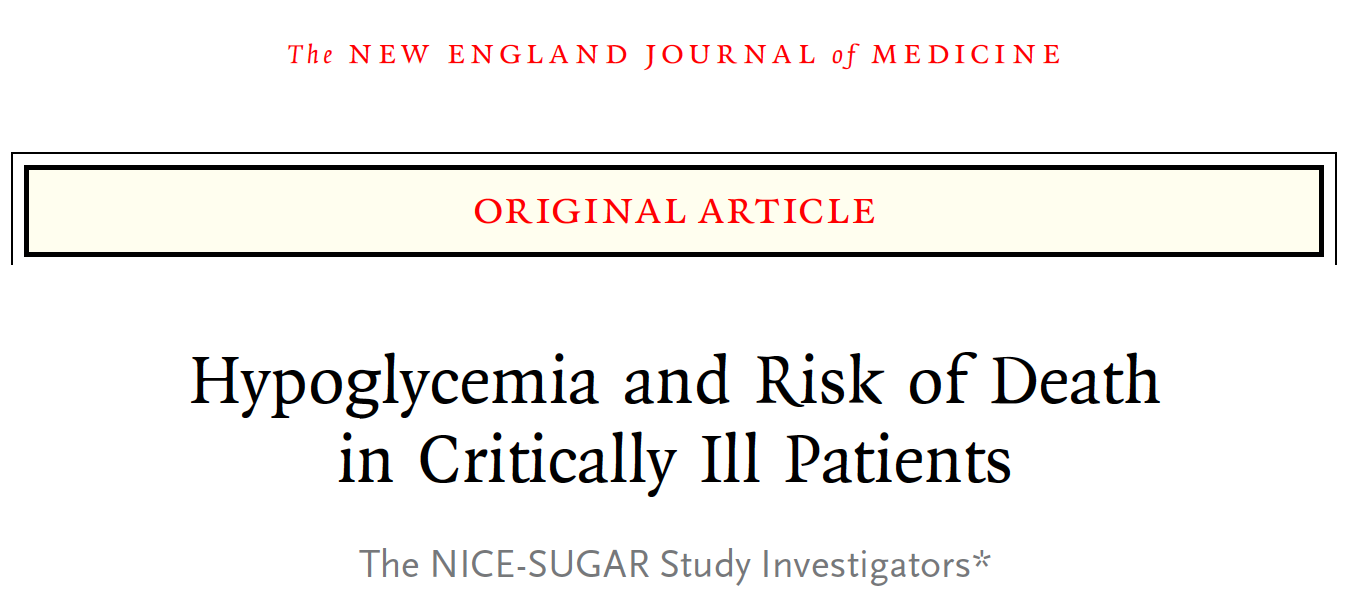 The NEW ENGLAND JOURNAL of MEDICINE
ORIGINAL ARTICLE
Hypoglycemia and Risk of Death
in Critically Ill Patients
The NICE-SUGAR Study Investigators*